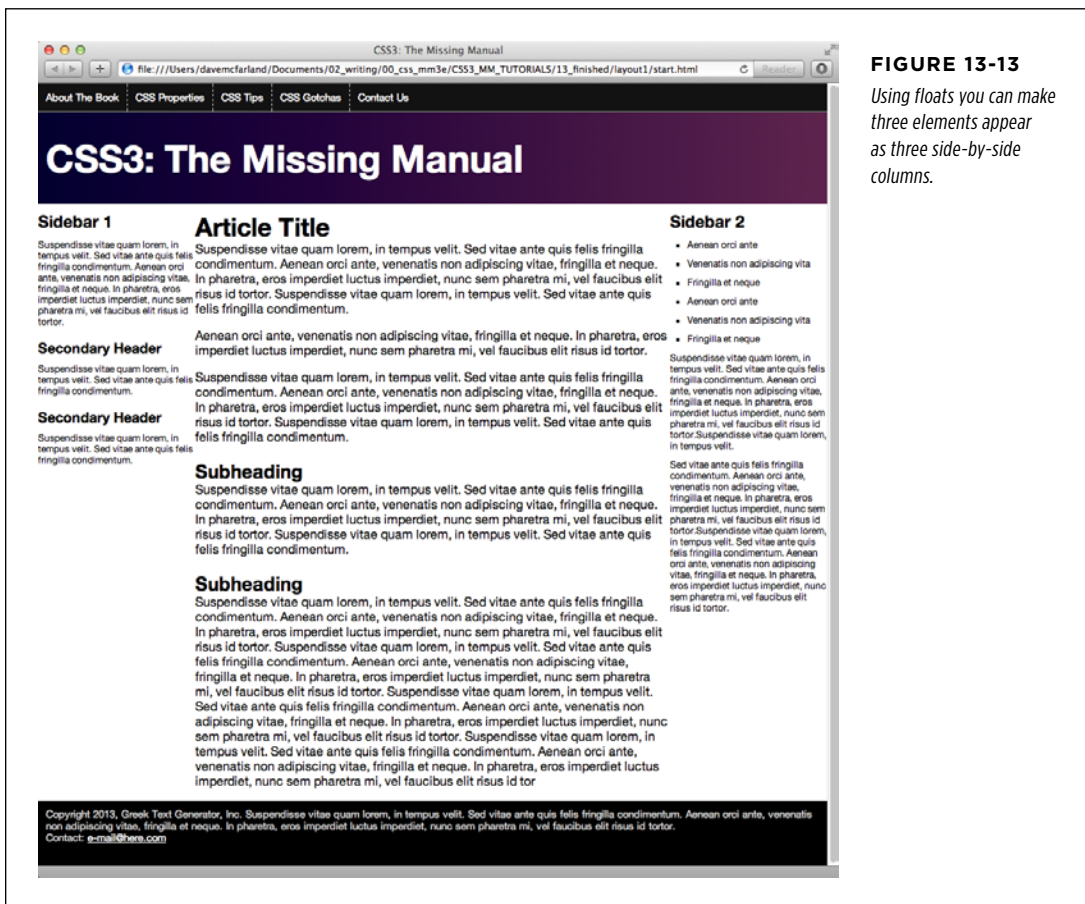 CSS3: The Missing Manual
file:///Users/davemcfarland/Documents/02_writing/00_css_mm3e/CSS3_MM_TUTORIALS/13_finished/layout1/start.html
Reader
About The Book CSS Properties CSS Tips CSS Gotchas Contact Us
CSS3: The Missing Manual
Sidebar 1
Suspendisse vitae quam lorem, in
tempus velit. Sed vitae ante quis felis
fringilla condimentum. Aenean orci
ante, venenatis non adipiscing vitae,
fringilla et neque. In pharetra, eros
imperdiet luctus imperdiet, nunc sem
pharetra mi, vel faucibus elit risus id
tortor.
Secondary Header
Suspendisse vitae quam lorem, in
tempus velit. Sed vitae ante quis felis
fringilla condimentum.
Secondary Header
Suspendisse vitae quam lorem, in
tempus velit. Sed vitae ante quis felis
fringilla condimentum.
Article Title
Suspendisse vitae quam lorem, in tempus velit. Sed vitae ante quis felis fringilla
condimentum. Aenean orci ante, venenatis non adipiscing vitae, fringilla et neque.
In pharetra, eros imperdiet luctus imperdiet, nunc sem pharetra mi, vel faucibus elit
risus id tortor. Suspendisse vitae quam lorem, in tempus velit. Sed vitae ante quis
felis fringilla condimentum.
Aenean orci ante, venenatis non adipiscing vitae, fringilla et neque. In pharetra, eros
imperdiet luctus imperdiet, nunc sem pharetra mi, vel faucibus elit risus id tortor.
Suspendisse vitae quam lorem, in tempus velit. Sed vitae ante quis felis fringilla
condimentum. Aenean orci ante, venenatis non adipiscing vitae, fringilla et neque.
In pharetra, eros imperdiet luctus imperdiet, nunc sem pharetra mi, vel faucibus elit
risus id tortor. Suspendisse vitae quam lorem, in tempus velit. Sed vitae ante quis
felis fringilla condimentum.
Subheading
Suspendisse vitae quam lorem, in tempus velit. Sed vitae ante quis felis fringilla
condimentum. Aenean orci ante, venenatis non adipiscing vitae, fringilla et neque.
In pharetra, eros imperdiet luctus imperdiet, nunc sem pharetra mi, vel faucibus elit
risus id tortor. Suspendisse vitae quam lorem, in tempus velit. Sed vitae ante quis
felis fringilla condimentum.
Subheading
Suspendisse vitae quam lorem, in tempus velit. Sed vitae ante quis felis fringilla
condimentum. Aenean orci ante, venenatis non adipiscing vitae, fringilla et neque.
In pharetra, eros imperdiet luctus imperdiet, nunc sem pharetra mi, vel faucibus elit
risus id tortor. Suspendisse vitae quam lorem, in tempus velit. Sed vitae ante quis
felis fringilla condimentum. Aenean orci ante, venenatis non adipiscing vitae,
fringilla et neque. In pharetra, eros imperdiet luctus imperdiet, nunc sem pharetra
mi, vel faucibus elit risus id tortor. Suspendisse vitae quam lorem, in tempus velit.
Sed vitae ante quis felis fringilla condimentum. Aenean orci ante, venenatis non
adipiscing vitae, fringilla et neque. In pharetra, eros imperdiet luctus imperdiet, nunc
sem pharetra mi, vel faucibus elit risus id tortor. Suspendisse vitae quam lorem, in
tempus velit. Sed vitae ante quis felis fringilla condimentum. Aenean orci ante,
venenatis non adipiscing vitae, fringilla et neque. In pharetra, eros imperdiet luctus
imperdiet, nunc sem pharetra mi, vel faucibus elit risus id tor
Sidebar 2
• Aenean orci ante
• Venenatis non adipiscing vita
• Fringilla et neque
• Aenean orci ante
• Venenatis non adipiscing vita
• Fringilla et neque
Suspendisse vitae quam lorem, in
tempus velit. Sed vitae ante quis felis
fringilla condimentum. Aenean orci
ante, venenatis non adipiscing vitae,
fringilla et neque. In pharetra, eros
imperdiet luctus imperdiet, nunc sem
pharetra mi, vel faucibus elit risus id
tortor.Suspendisse vitae quam lorem,
in tempus velit.
Sed vitae ante quis felis fringilla
condimentum. Aenean orci ante,
venenatis non adipiscing vitae,
fringilla et neque. In pharetra, eros
imperdiet luctus imperdiet, nunc sem
pharetra mi, vel faucibus elit risus id
tortor.Suspendisse vitae quam lorem,
in tempus velit. Sed vitae ante quis
felis fringilla condimentum. Aenean
orci ante, venenatis non adipiscing
vitae, fringilla et neque. In pharetra,
eros imperdiet luctus imperdiet, nunc
sem pharetra mi, vel faucibus elit
risus id tortor.
Copyright 2013, Greek Text Generator, Inc. Suspendisse vitae quam lorem, in tempus velit. Sed vitae ante quis felis fringilla condimentum. Aenean orci ante, venenatis
non adipiscing vitae, fringilla et neque. In pharetra, eros imperdiet luctus imperdiet, nunc sem pharetra mi, vel faucibus elit risus id tortor.
Contact: e-mail@here.com
FIGURE 13-13
Using floats you can make
three elements appear
as three side-by-side
columns.